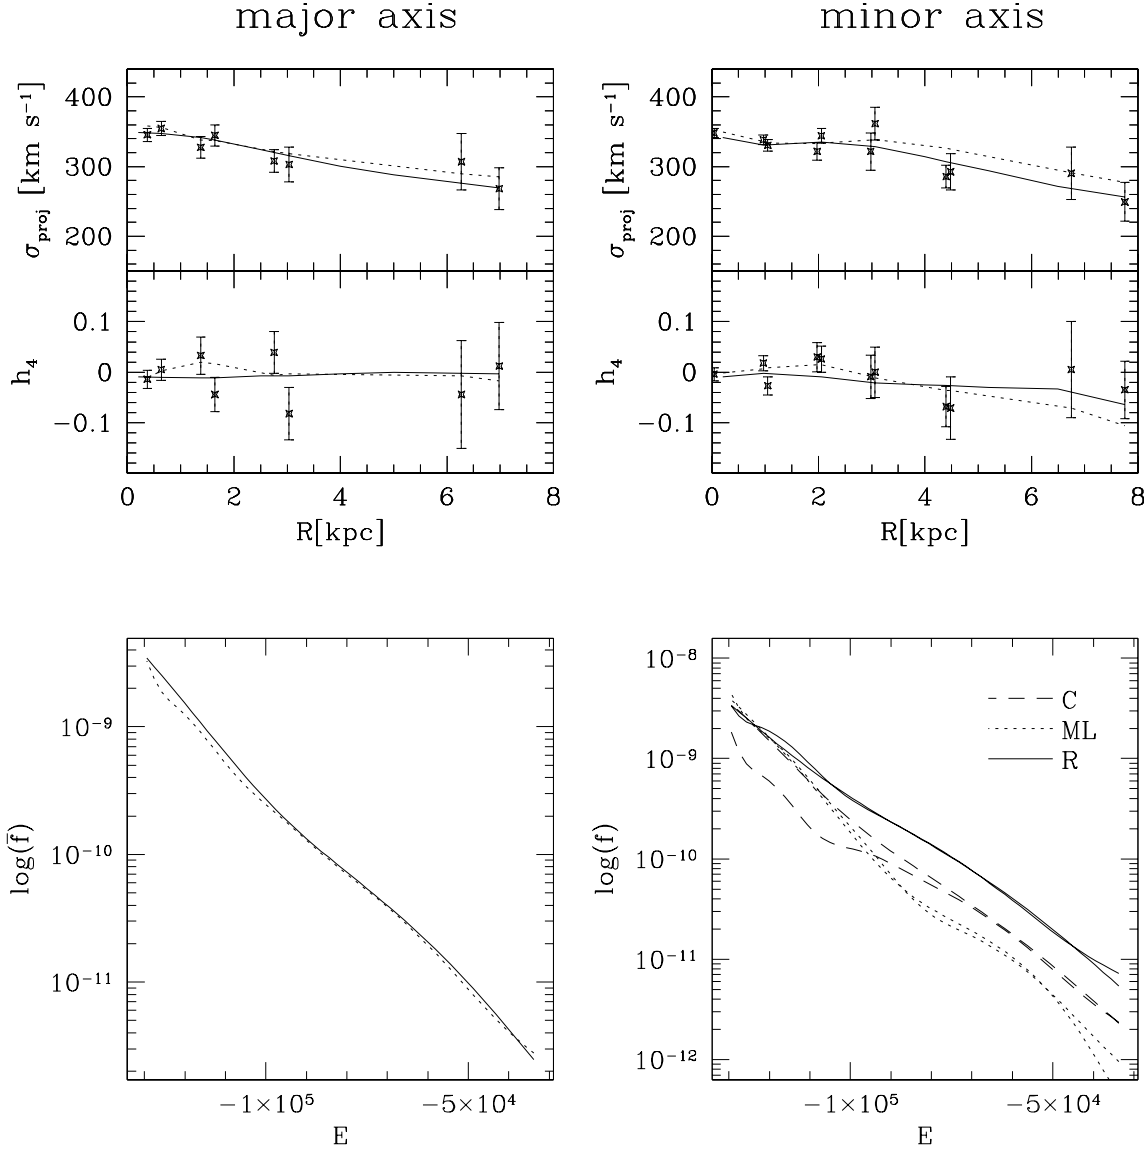 major axis
minor axis
σproj [km s⁻¹]
400
300
200
h₄
0.1
0
−0.1
0 2 4 6 8
R[kpc]
σproj [km s⁻¹]
400
300
200
h₄
0.1
0
−0.1
0 2 4 6 8
R[kpc]
log(f̄)
10⁻⁹
10⁻¹⁰
10⁻¹¹
−1×10⁵ −5×10⁴
E
log(f)
10⁻⁸
10⁻⁹
10⁻¹⁰
10⁻¹¹
10⁻¹²
C
ML
R
−1×10⁵ −5×10⁴
E